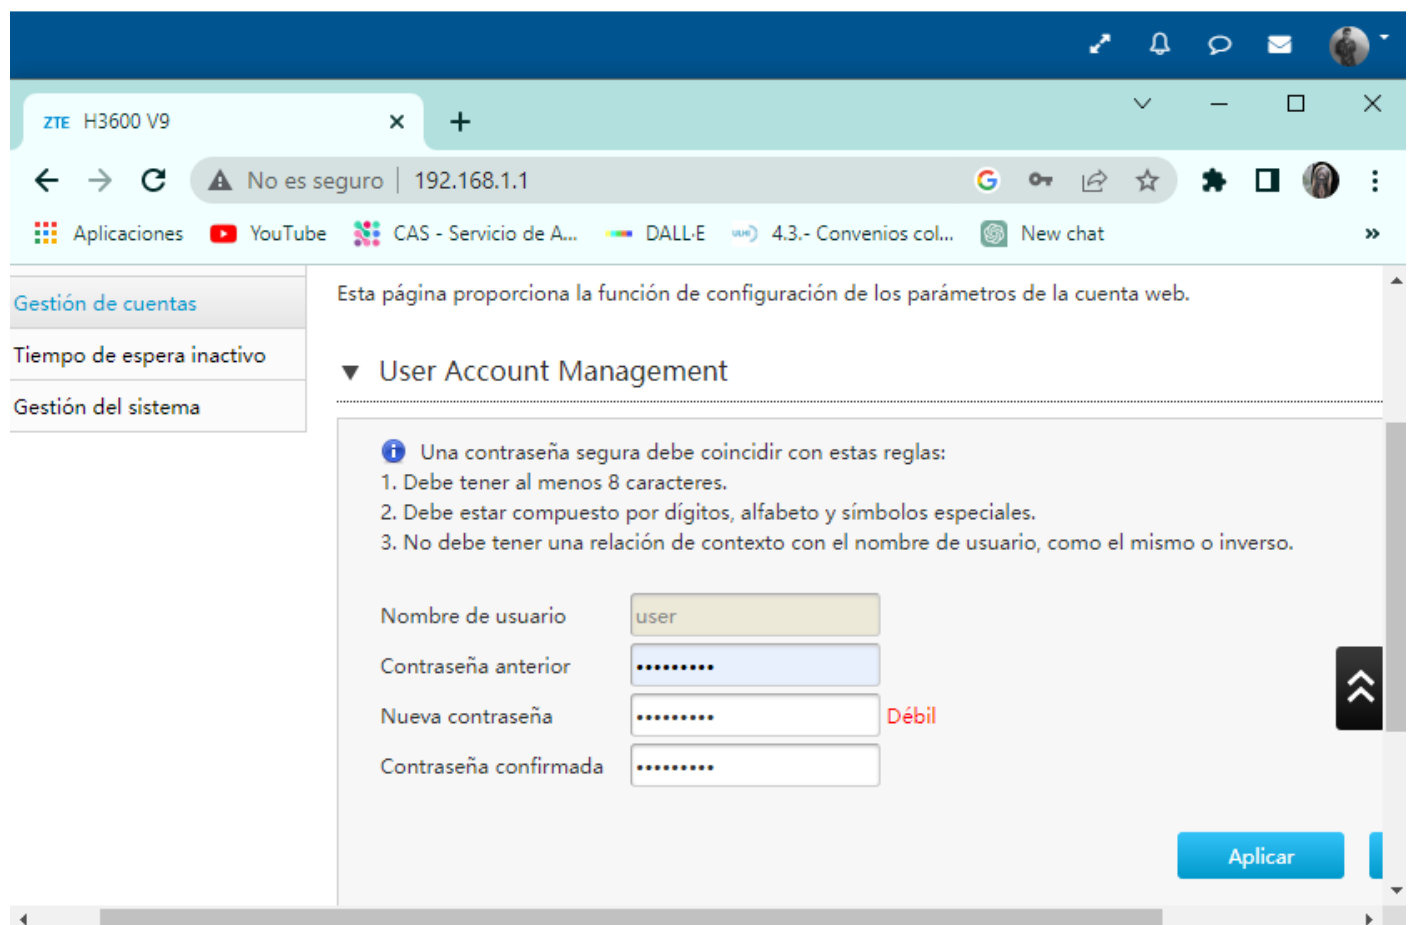 ZTE H3600 V9
No es seguro | 192.168.1.1
Aplicaciones YouTube CAS - Servicio de A... DALL·E 4.3.- Convenios col... New chat »
Gestión de cuentas
Tiempo de espera inactivo
Gestión del sistema
Esta página proporciona la función de configuración de los parámetros de la cuenta web.
▼ User Account Management
Una contraseña segura debe coincidir con estas reglas:
1. Debe tener al menos 8 caracteres.
2. Debe estar compuesto por dígitos, alfabeto y símbolos especiales.
3. No debe tener una relación de contexto con el nombre de usuario, como el mismo o inverso.
Nombre de usuario user
Contraseña anterior •••••••••
Nueva contraseña ••••••••• Débil
Contraseña confirmada •••••••••
Aplicar